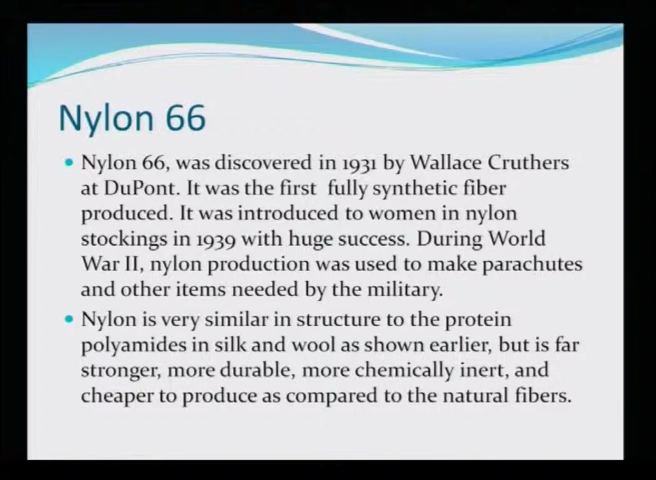 Nylon 66
• Nylon 66, was discovered in 1931 by Wallace Cruthers
at DuPont. It was the first fully synthetic fiber
produced. It was introduced to women in nylon
stockings in 1939 with huge success. During World
War II, nylon production was used to make parachutes
and other items needed by the military.
• Nylon is very similar in structure to the protein
polyamides in silk and wool as shown earlier, but is far
stronger, more durable, more chemically inert, and
cheaper to produce as compared to the natural fibers.